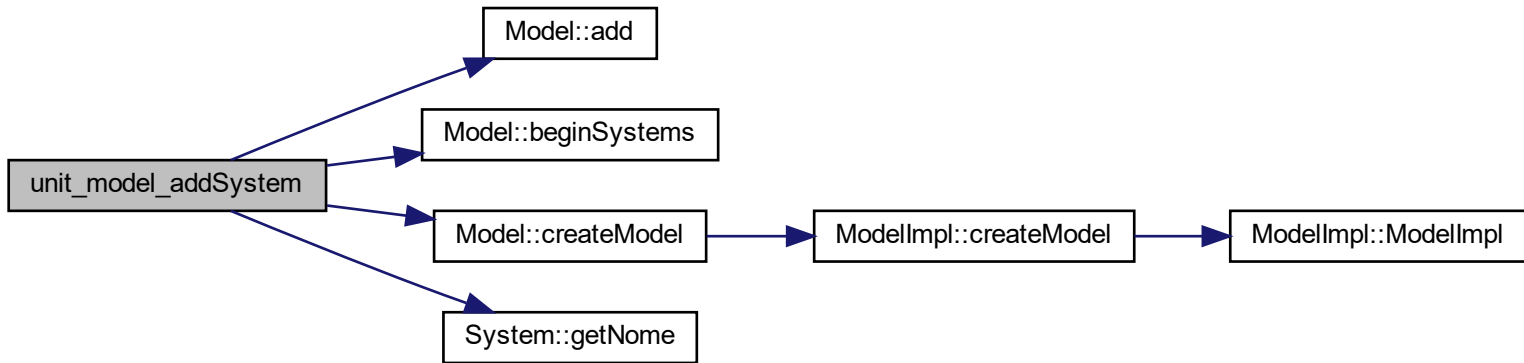 Model::add
Model::beginSystems
unit_model_addSystem
Model::createModel
ModelImpl::createModel
ModelImpl::ModelImpl
System::getNome